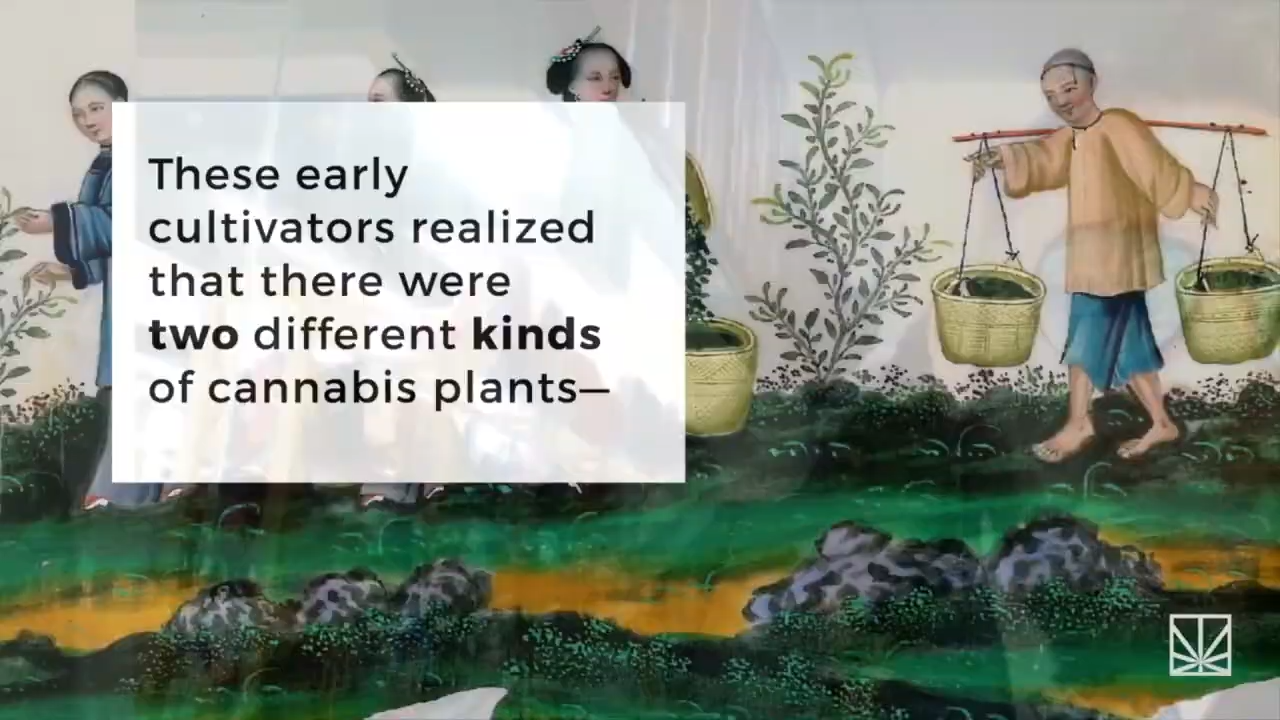 These early
cultivators realized
that there were
two different kinds
of cannabis plants—